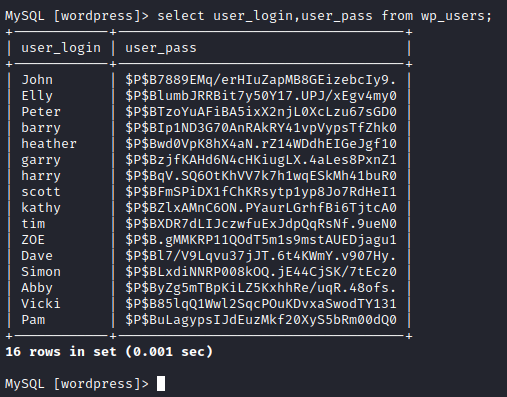 MySQL [wordpress]> select user_login,user_pass from wp_users;
+------------+------------------------------------+
| user_login | user_pass                          |
+------------+------------------------------------+
| John       | $P$B7889EMq/erHIuZapMB8GEizebcIy9. |
| Elly       | $P$BlumbJRRBit7y50Y17.UPJ/xEgv4my0 |
| Peter      | $P$BTzoYuAFiBA5ixX2njL0XcLzu67sGD0 |
| barry      | $P$BIp1ND3G70AnRAkRY41vpVypsTfZhk0 |
| heather    | $P$Bwd0VpK8hX4aN.rZ14WDdhEIGeJgf10 |
| garry      | $P$BzjfKAHd6N4cHKiugLX.4aLes8PxnZ1 |
| harry      | $P$BqV.SQ6OtKhVV7k7h1wqESkMh41buR0 |
| scott      | $P$BFmSPiDX1fChKRsytp1yp8Jo7RdHeI1 |
| kathy      | $P$BZlxAMnC6ON.PYaurLGrhfBi6TjtcA0 |
| tim        | $P$BXDR7dLIJczwfuExJdpQqRsNf.9ueN0 |
| ZOE        | $P$B.gMMKRP11QOdT5m1s9mstAUEDjagu1 |
| Dave       | $P$Bl7/V9Lqvu37jJT.6t4KWmY.v907Hy. |
| Simon      | $P$BLxdiNNRP008kOQ.jE44CjSK/7tEcz0 |
| Abby       | $P$ByZg5mTBpKiLZ5KxhhRe/uqR.48ofs. |
| Vicki      | $P$B85lqQ1Wwl2SqcPOuKDvxaSwodTY131 |
| Pam        | $P$BuLagypsIJdEuzMkf20XyS5bRm00dQ0 |
+------------+------------------------------------+
16 rows in set (0.001 sec)
MySQL [wordpress]>